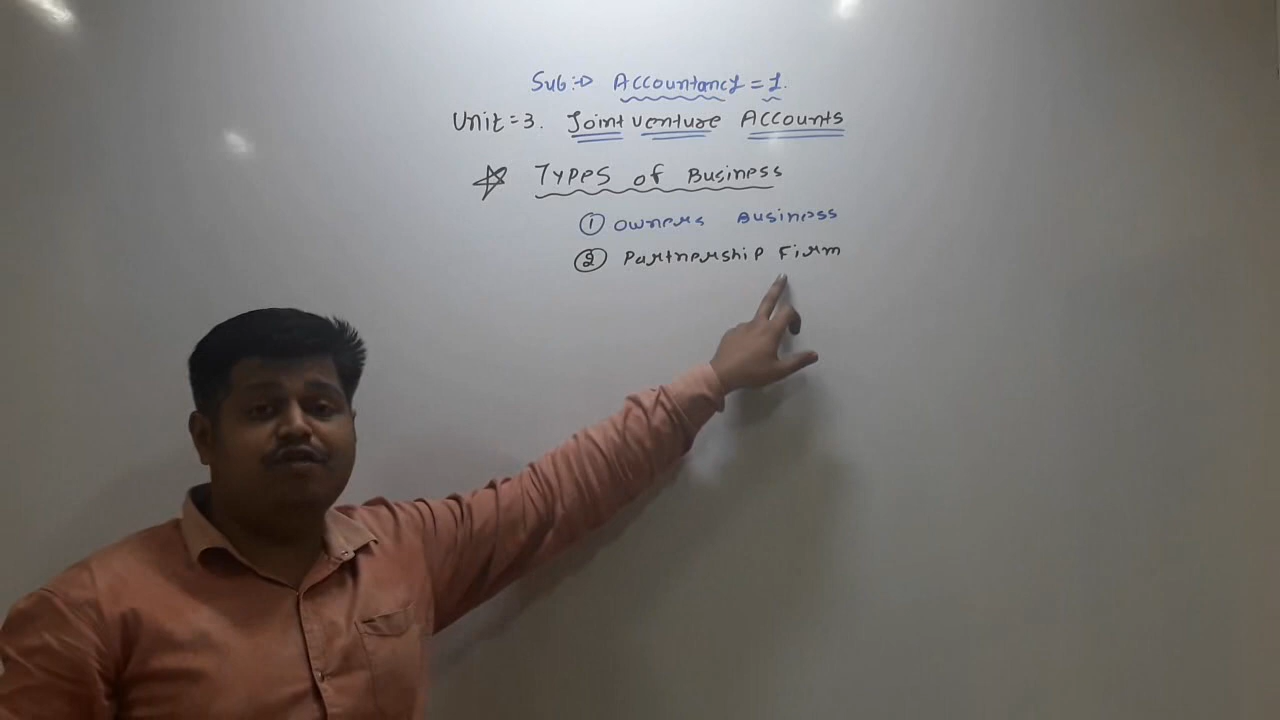 Sub:-> Accountancy = 1.
Unit = 3. Joint venture Accounts
☆ Types of Business
① owners Business
② Partnership Firm